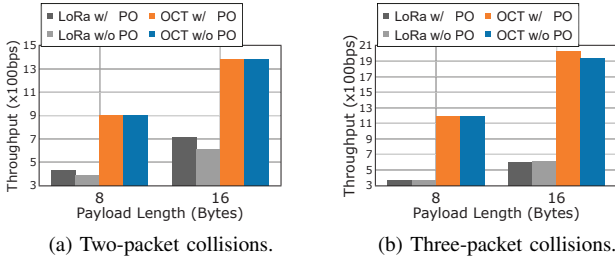 LoRa w/ PO OCT w/ PO
LoRa w/o PO OCT w/o PO
Throughput (x100bps)
15
13
11
9
7
5
3
8 16
Payload Length (Bytes)
(a) Two-packet collisions.
LoRa w/ PO OCT w/ PO
LoRa w/o PO OCT w/o PO
Throughput (x100bps)
21
19
17
15
13
11
9
7
5
3
8 16
Payload Length (Bytes)
(b) Three-packet collisions.